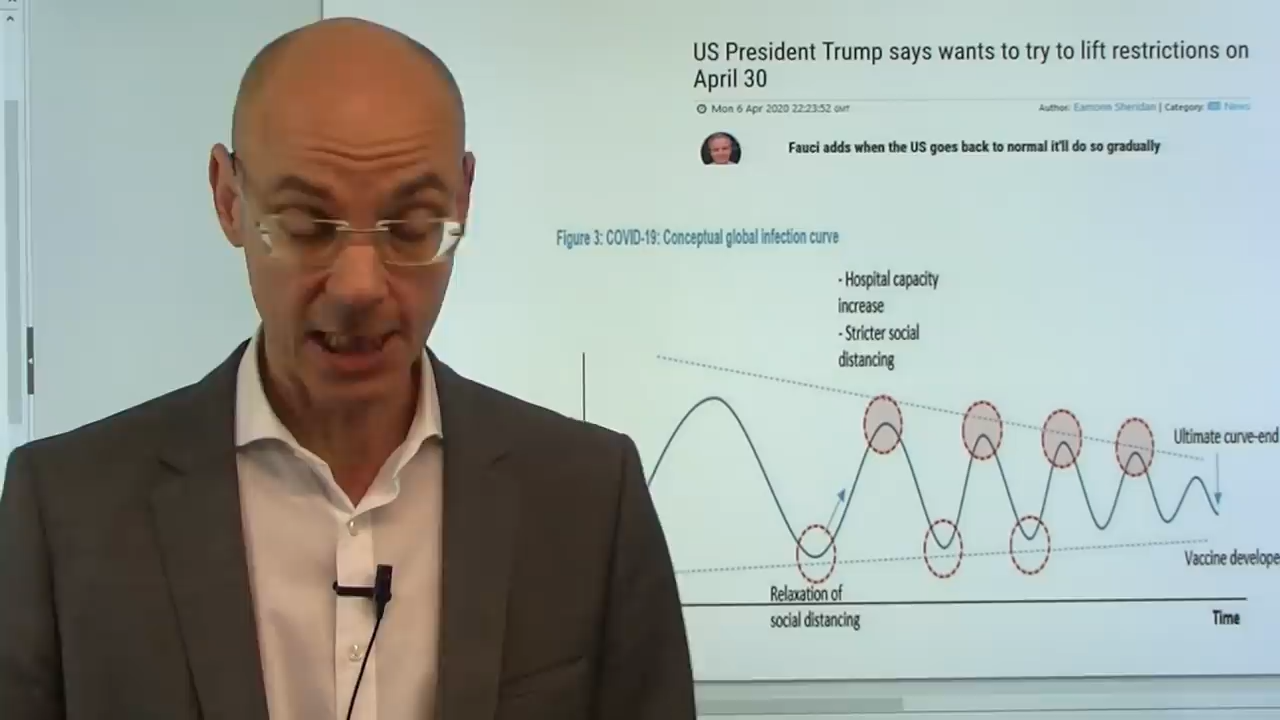 US President Trump says wants to try to lift restrictions on
April 30
Mon 6 Apr 2020 22:23:52 GMT
Author: Eamonn Sheridan | Category: News
Fauci adds when the US goes back to normal it'll do so gradually
Figure 3: COVID-19: Conceptual global infection curve
- Hospital capacity
increase
- Stricter social
distancing
Ultimate curve-end
Vaccine develope
Relaxation of
social distancing
Time